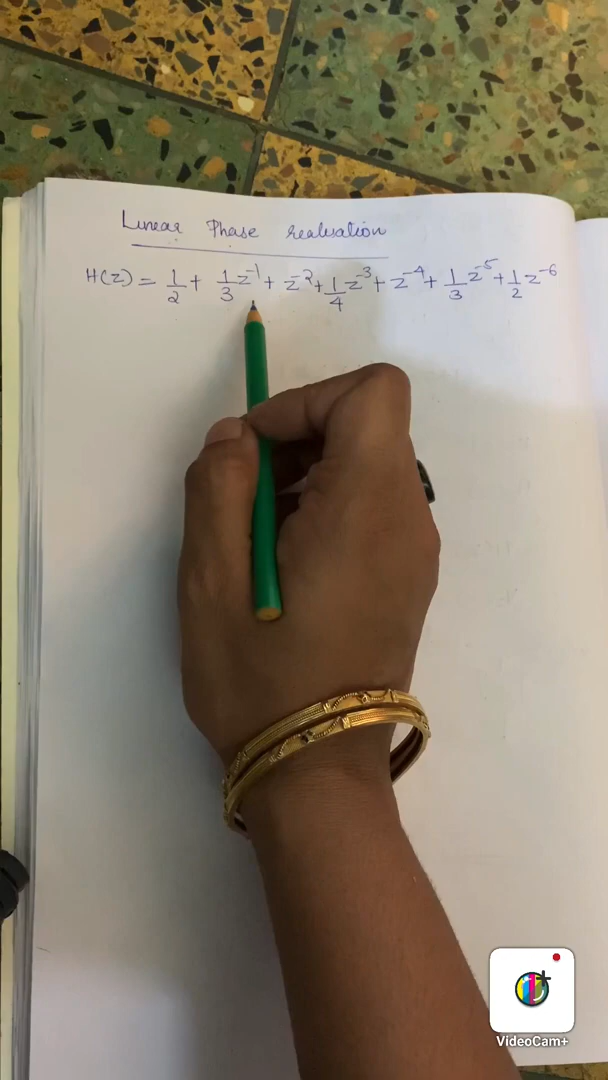 Linear Phase realisation
H(z) = 1/2 + 1/3 z⁻¹ + z⁻² + 1/4 z⁻³ + z⁻⁴ + 1/3 z⁻⁵ + 1/2 z⁻⁶
VideoCam+